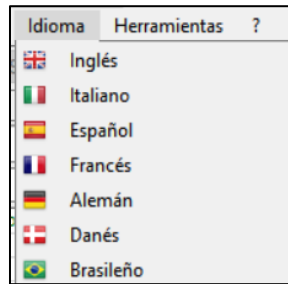 Idioma Herramientas ?
Inglés
Italiano
Español
Francés
Alemán
Danés
Brasileño